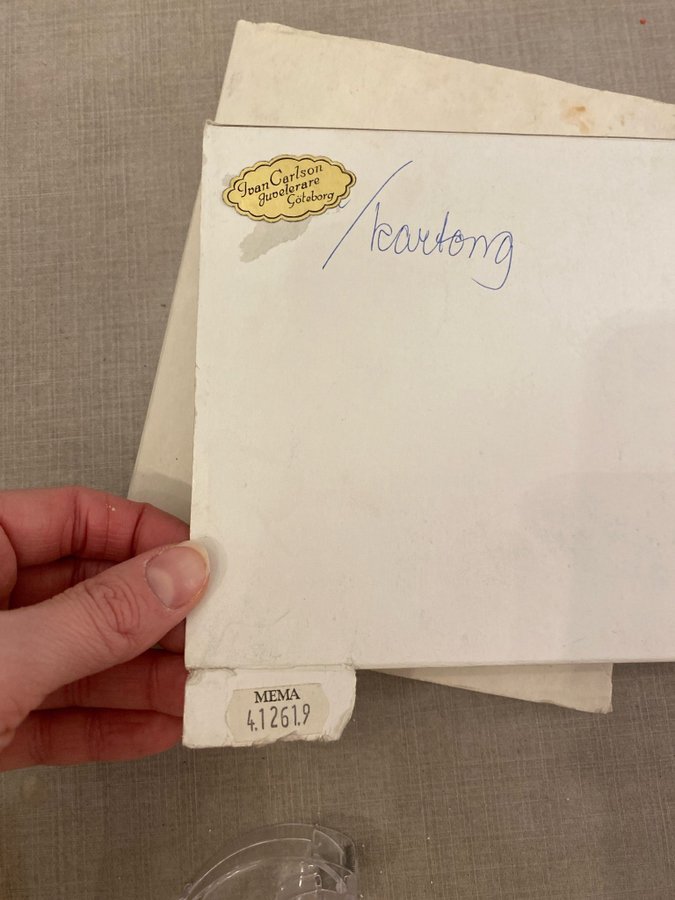 Ivan Carlson
Juvelerare
Göteborg
/kartong
MEMA
4.1261.9